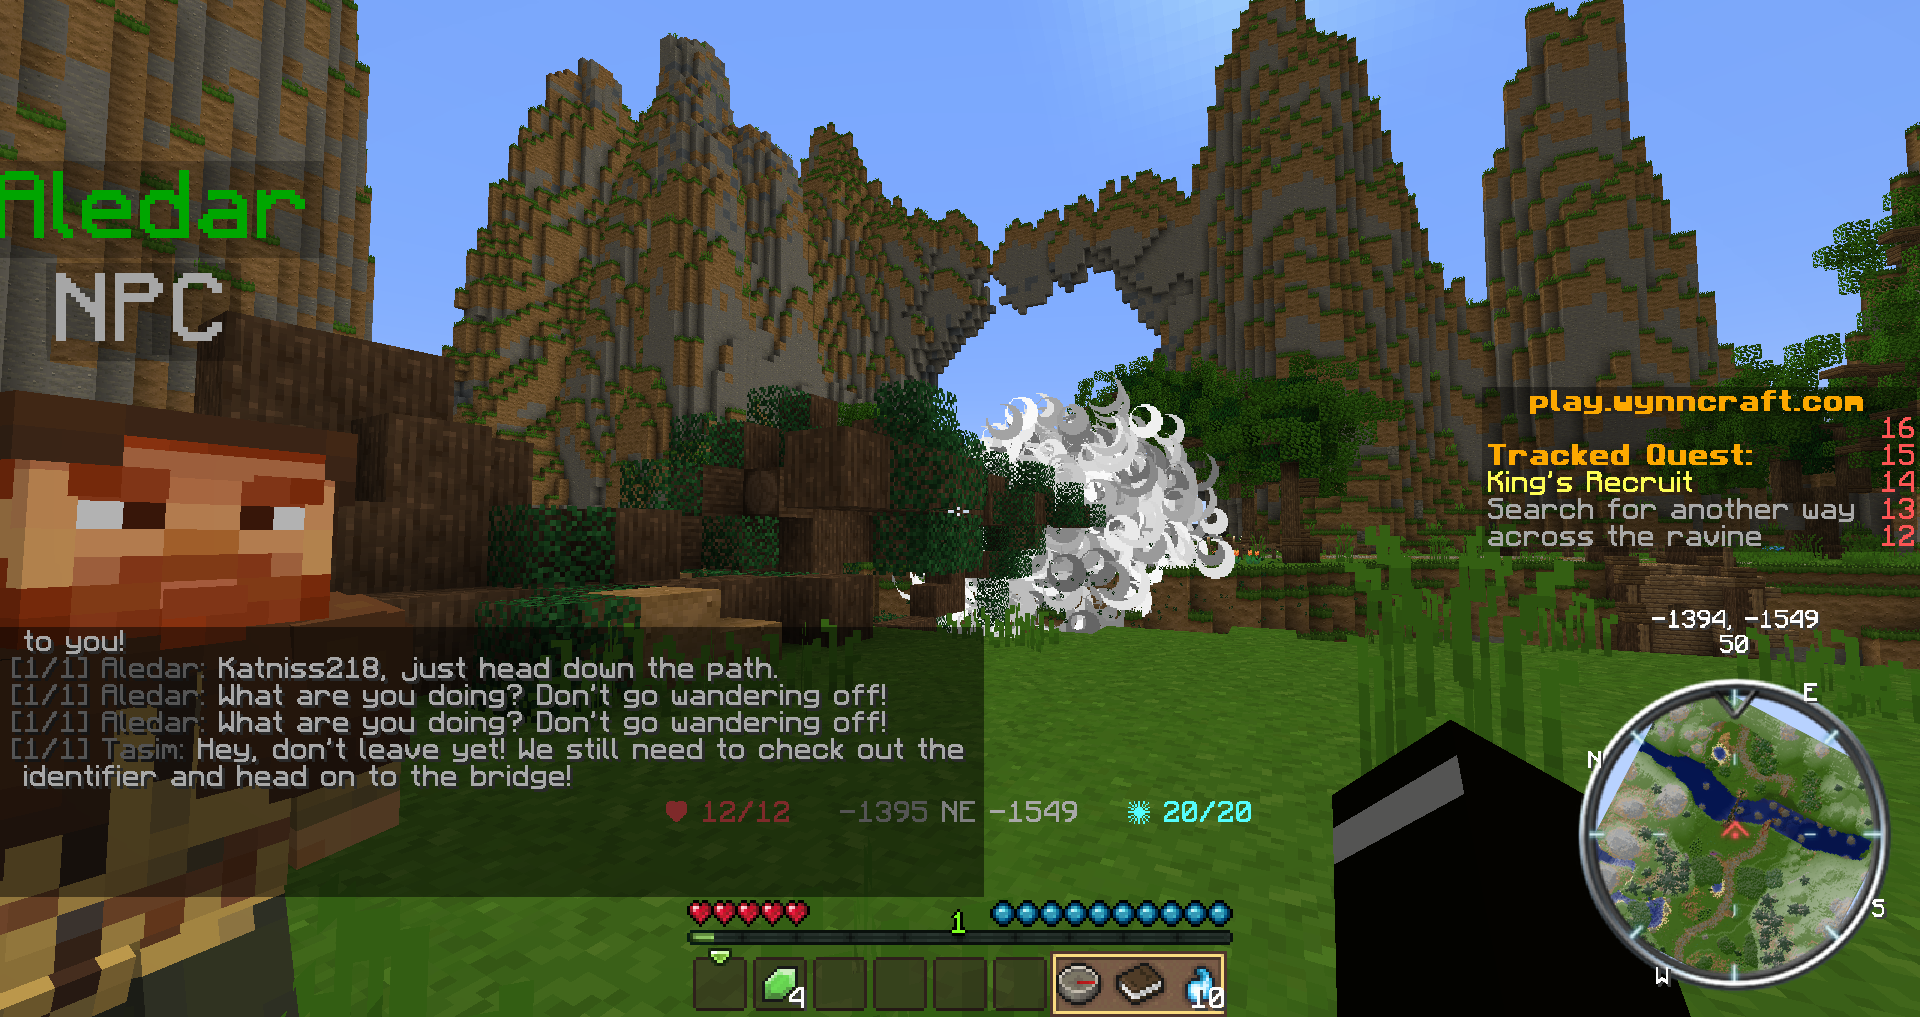 Aledar
NPC
play.wynncraft.com
16
Tracked Quest:
15
King's Recruit
14
Search for another way
13
across the ravine
12
to you!
[1/1] Aledar: Katniss218, just head down the path.
[1/1] Aledar: What are you doing? Don't go wandering off!
[1/1] Aledar: What are you doing? Don't go wandering off!
[1/1] Tasim: Hey, don't leave yet! We still need to check out the
identifier and head on to the bridge!
-1394, -1549
50
E
N
S
W
12/12
-1395 NE -1549
20/20
1
4
10